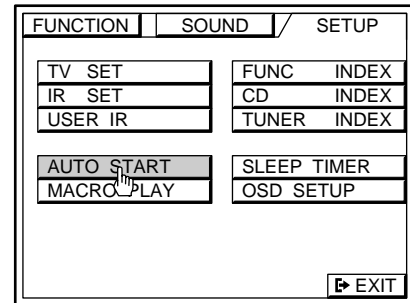 FUNCTION SOUND SETUP
TV SET FUNC INDEX
IR SET CD INDEX
USER IR TUNER INDEX
AUTO START SLEEP TIMER
MACRO PLAY OSD SETUP
EXIT